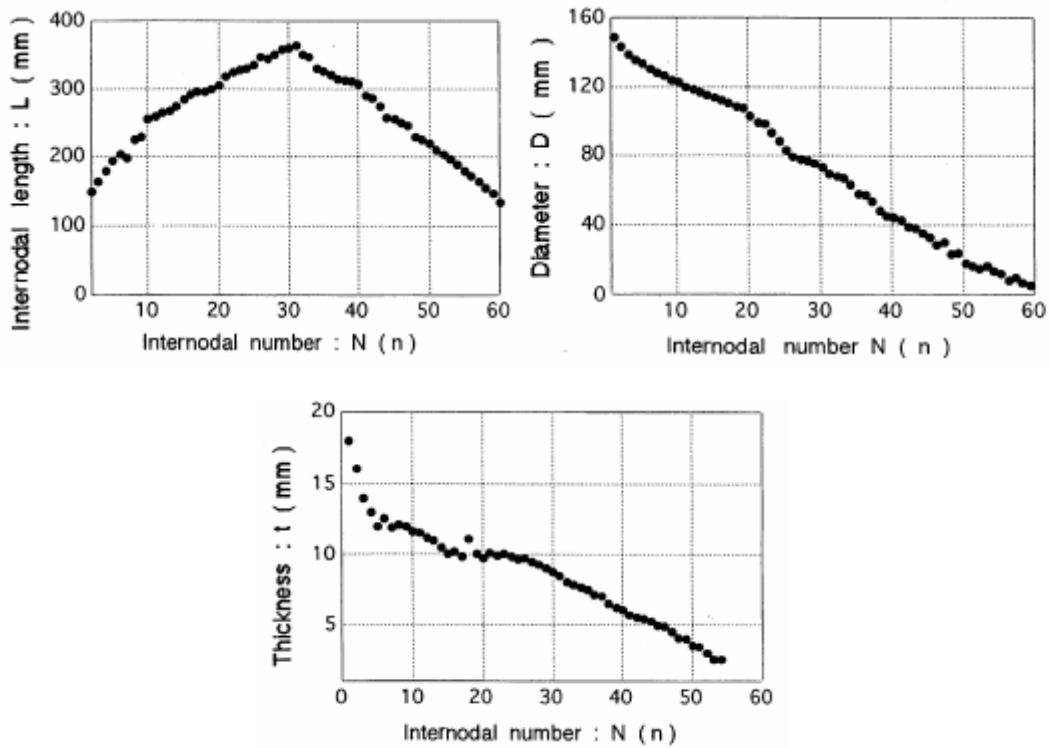 Internodal length : L ( mm )
400
300
200
100
0
10 20 30 40 50 60
Internodal number : N ( n )
Diameter : D ( mm )
160
120
80
40
0
10 20 30 40 50 60
Internodal number N ( n )
Thickness : t ( mm )
20
15
10
5
0 10 20 30 40 50 60
Internodal number : N ( n )